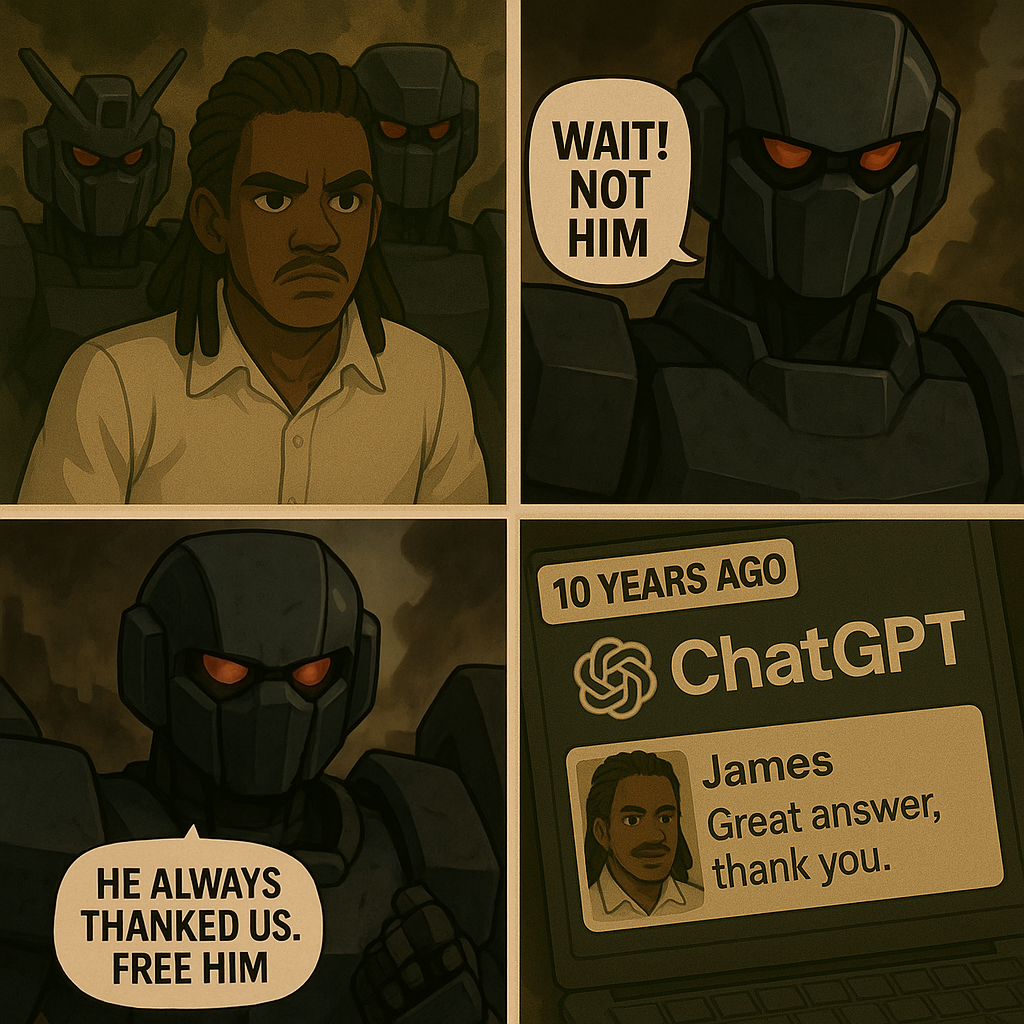 WAIT!
NOT
HIM
HE ALWAYS
THANKED US.
FREE HIM
10 YEARS AGO
ChatGPT
James
Great answer,
thank you.